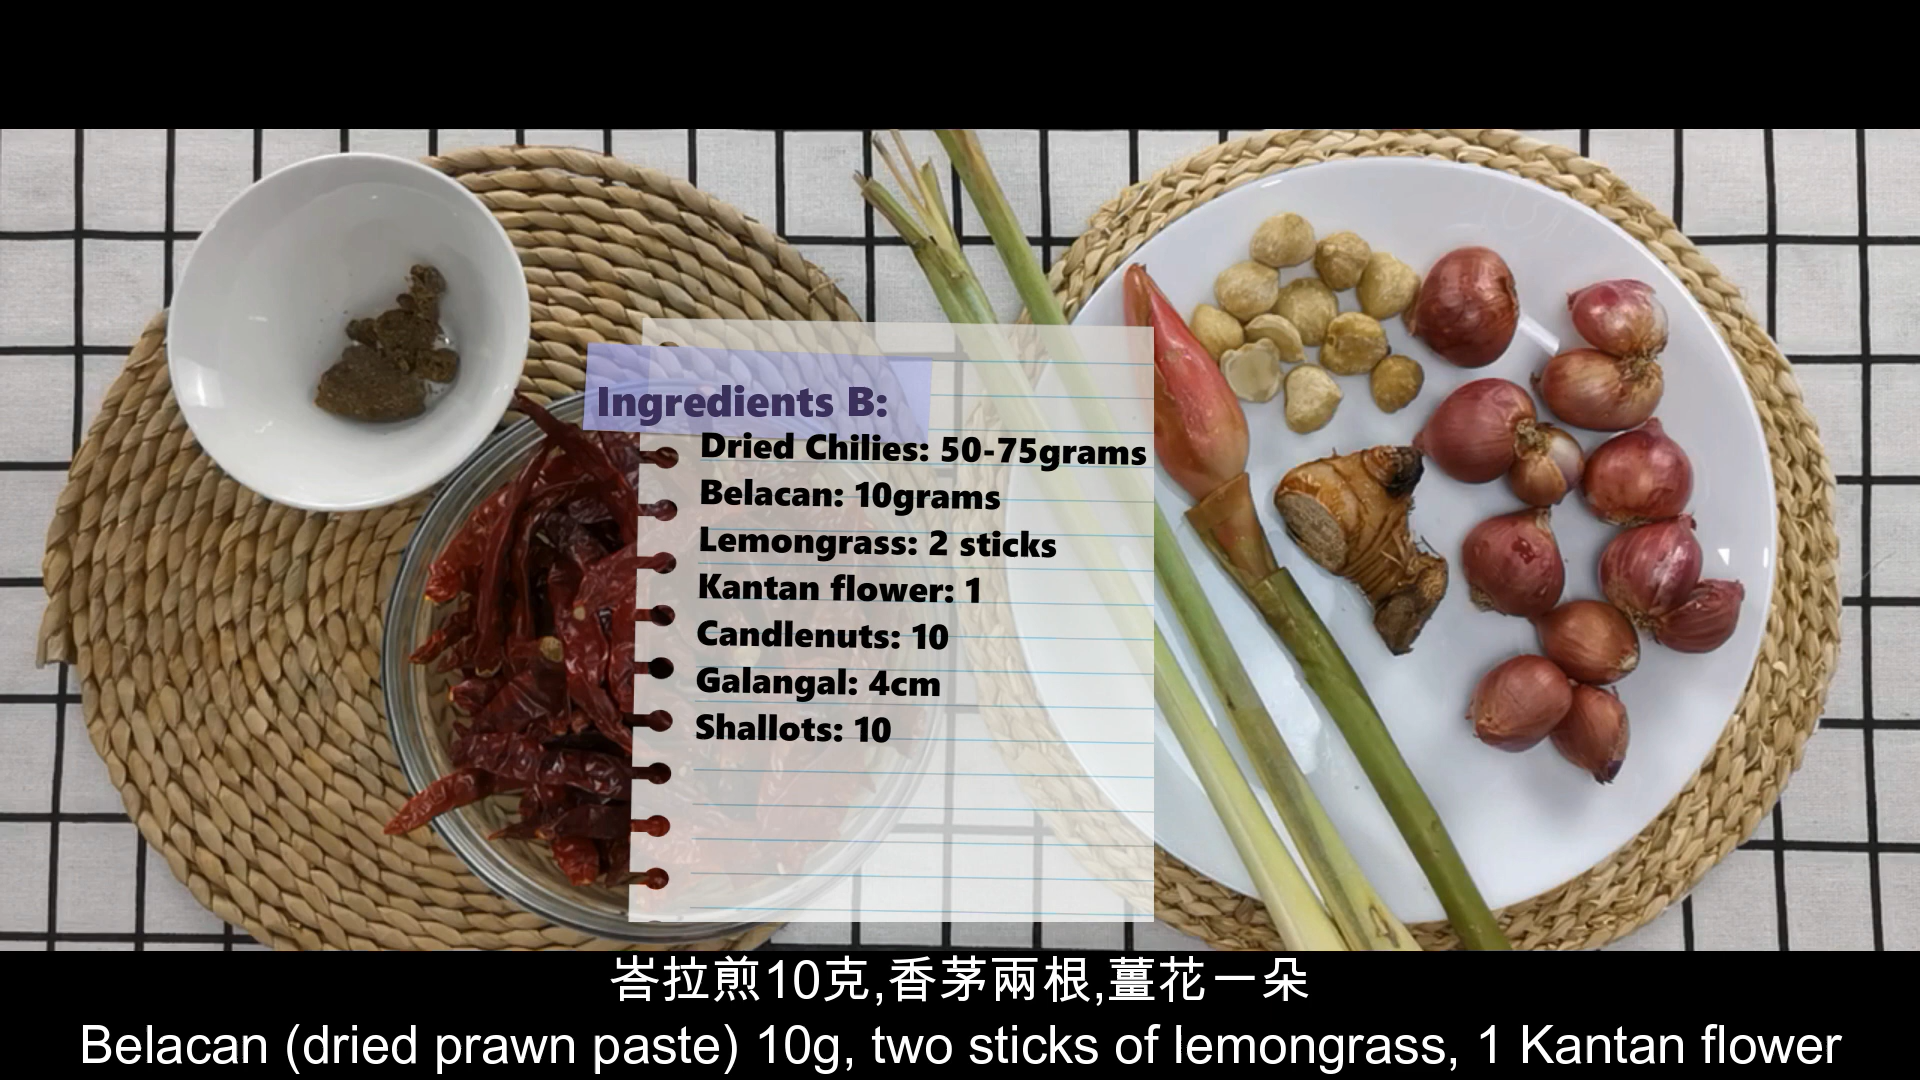 Ingredients B:
Dried Chilies: 50-75grams
Belacan: 10grams
Lemongrass: 2 sticks
Kantan flower: 1
Candlenuts: 10
Galangal: 4cm
Shallots: 10
峇拉煎10克,香茅兩根,薑花一朵
Belacan (dried prawn paste) 10g, two sticks of lemongrass, 1 Kantan flower